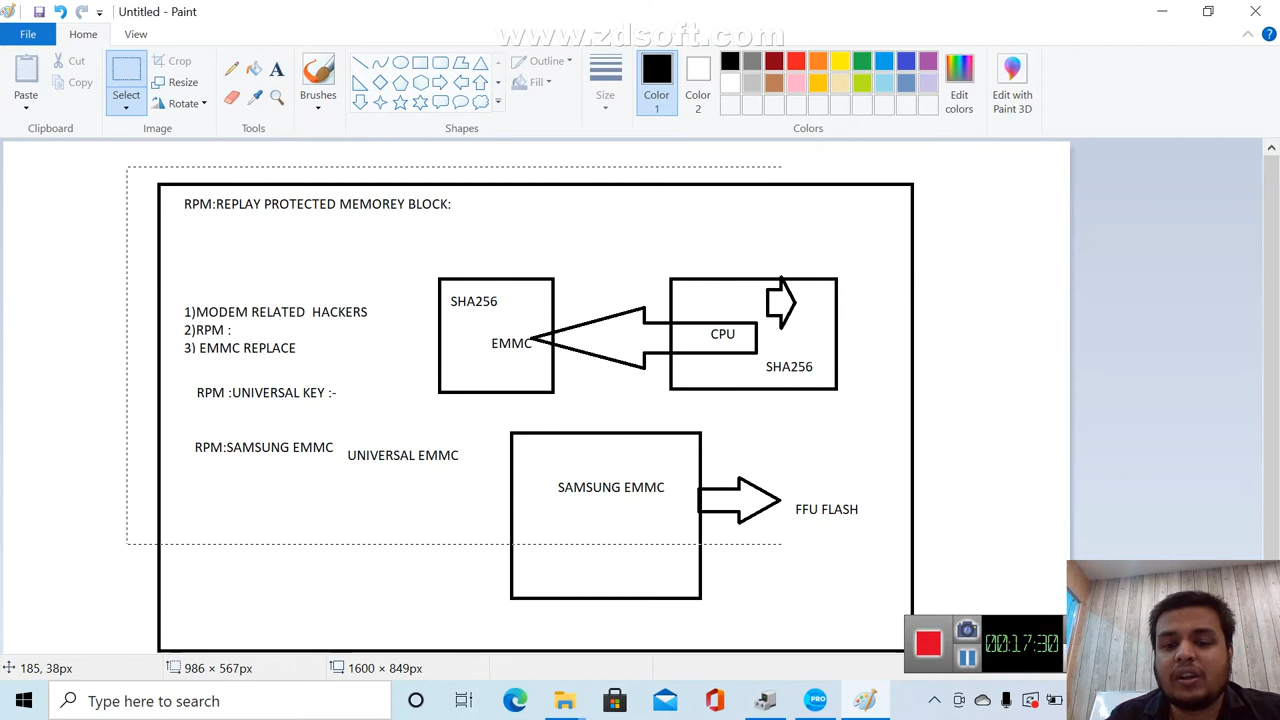 Untitled - Paint
File
Home
View
www.zdsoft.com
Paste
Cut
Copy
Clipboard
Select
Crop
Resize
Rotate
Image
A
Tools
Brushes
Outline
Fill
Shapes
Size
Color 1
Color 2
Edit colors
Colors
Edit with Paint 3D
RPM:REPLAY PROTECTED MEMOREY BLOCK:
1)MODEM RELATED HACKERS
2)RPM :
3) EMMC REPLACE
SHA256
EMMC
CPU
SHA256
RPM :UNIVERSAL KEY :-
RPM:SAMSUNG EMMC
UNIVERSAL EMMC
SAMSUNG EMMC
FFU FLASH
00:17:30
185, 38px
986 × 567px
1600 × 849px
Type here to search
PRO